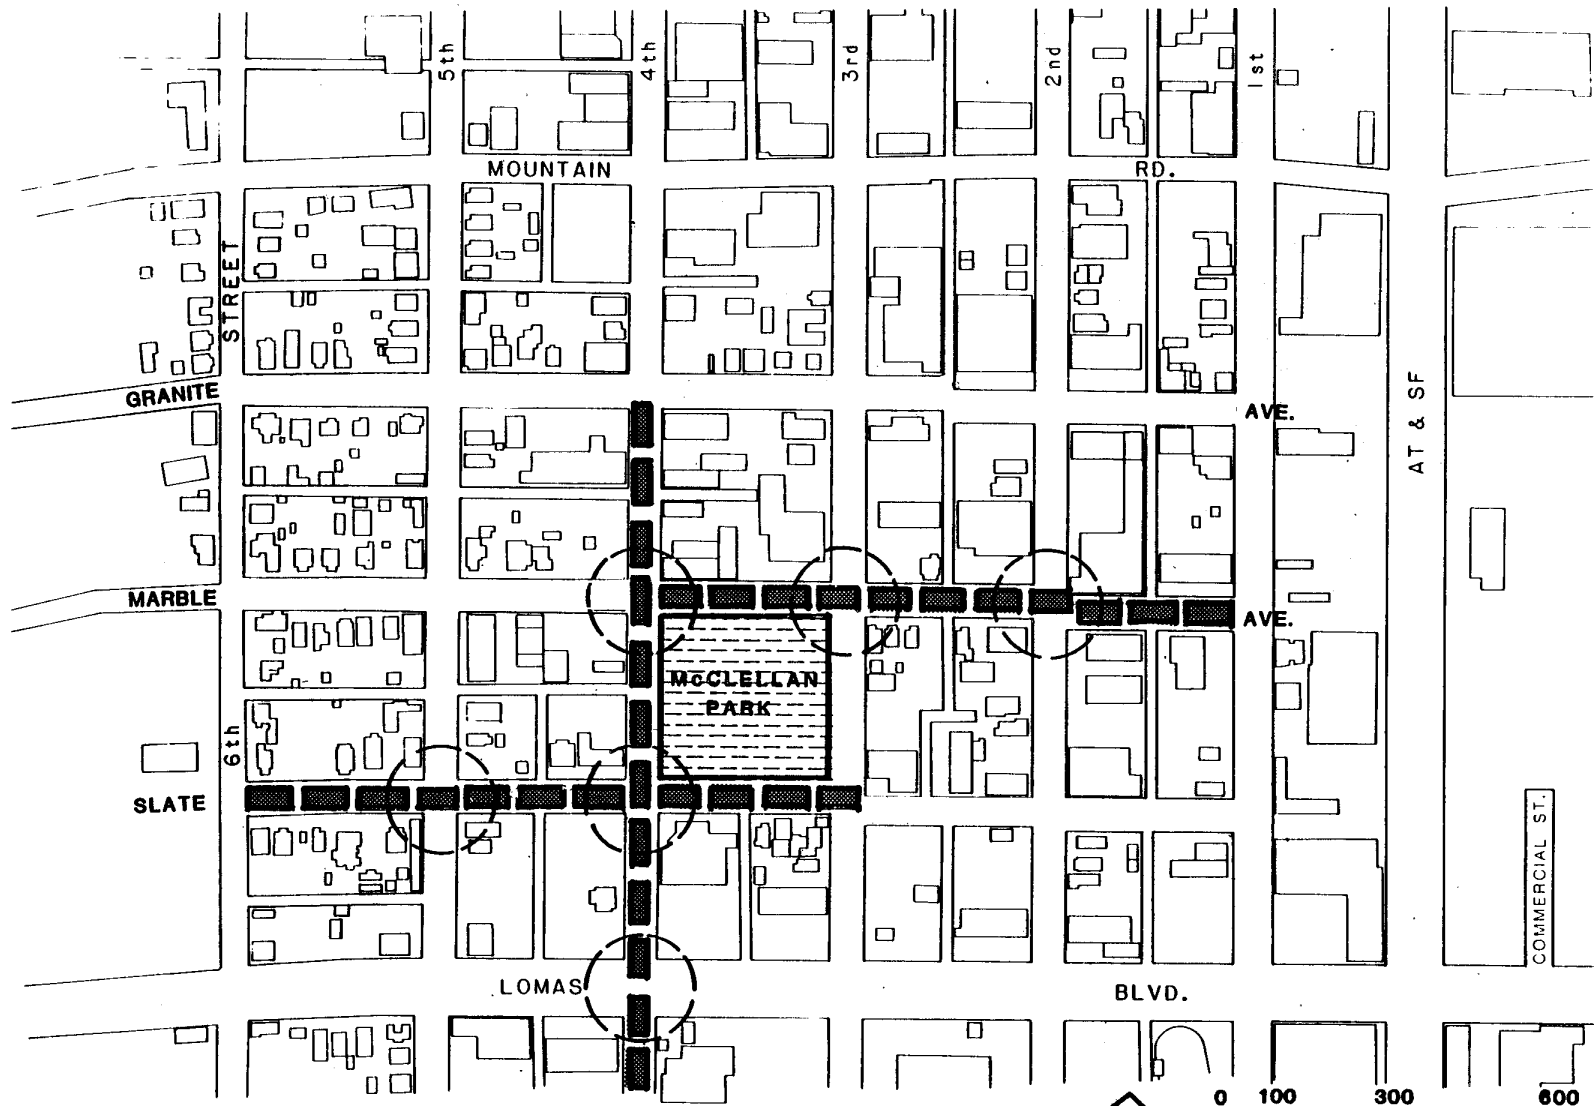 5th
4th
3rd
2nd
1st
MOUNTAIN RD.
STREET
GRANITE AVE.
AT & SF
MARBLE AVE.
McCLELLAN
PARK
6th
SLATE
COMMERCIAL ST.
LOMAS BLVD.
0 100 300 600